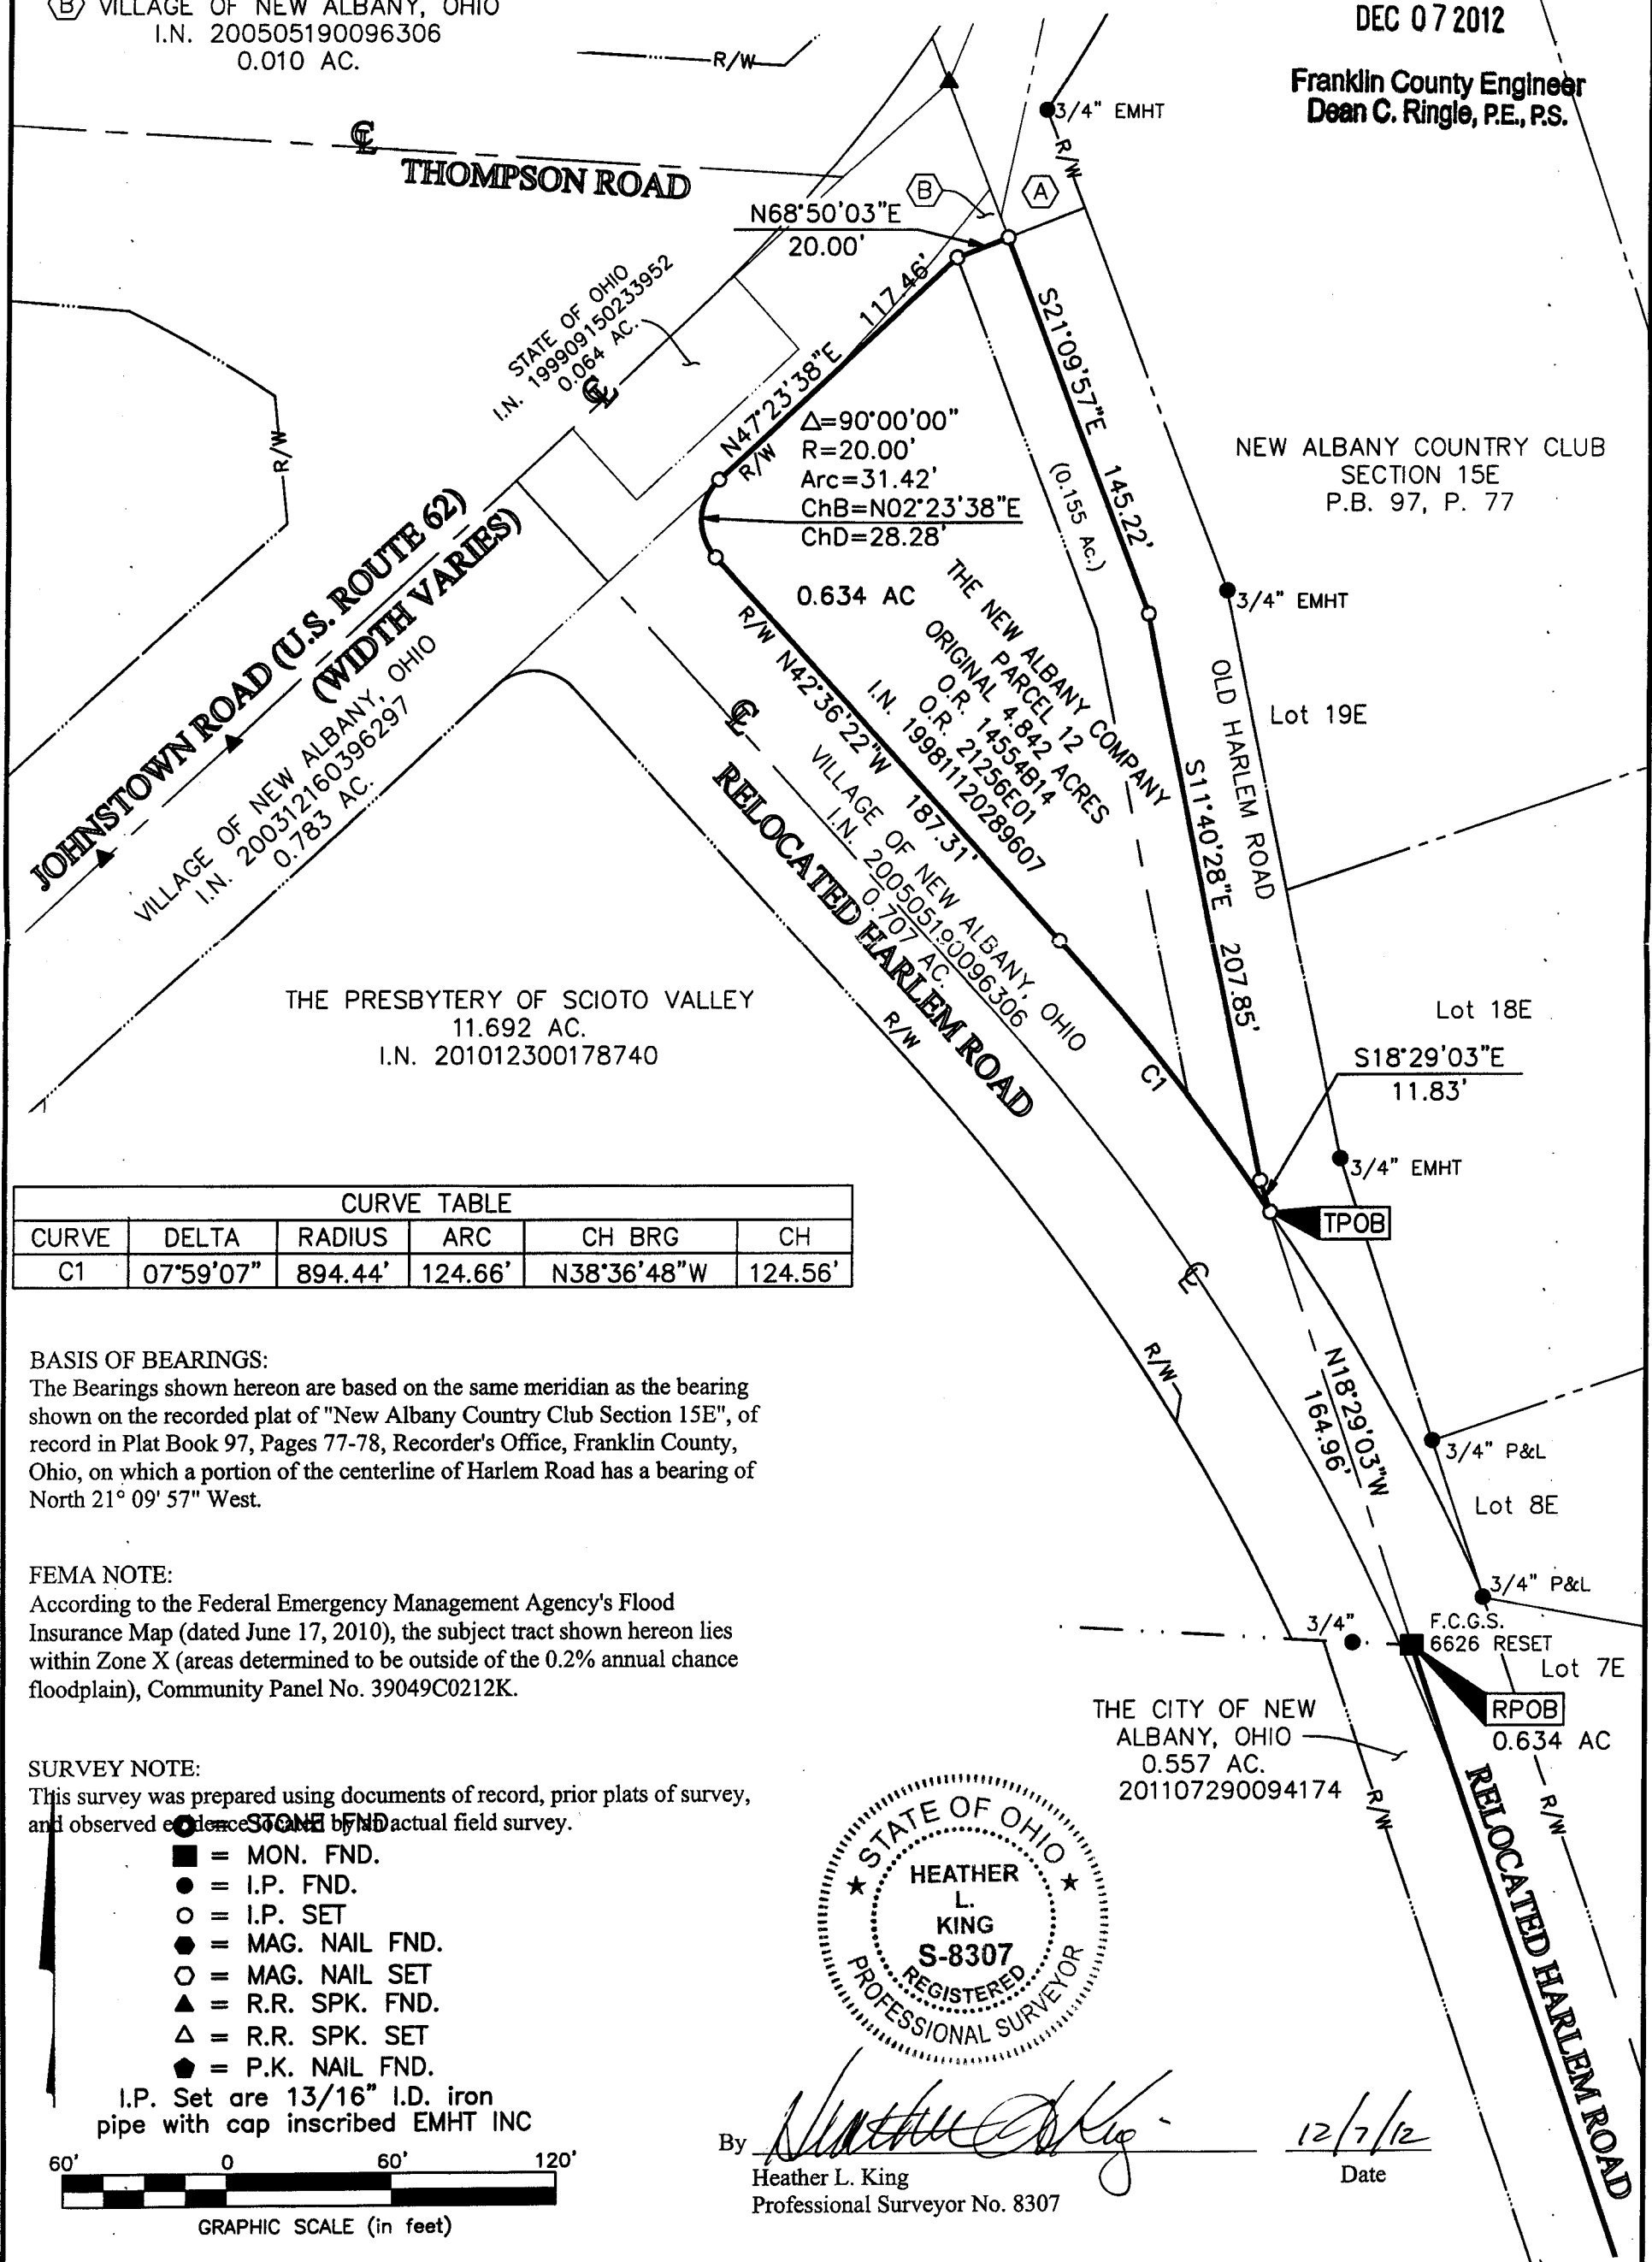 B VILLAGE OF NEW ALBANY, OHIO
I.N. 200505190096306
0.010 AC.
R/W
DEC 07 2012
Franklin County Engineer
Dean C. Ringle, P.E., P.S.
3/4" EMHT
R/W
CL
THOMPSON ROAD
B
A
N68°50'03"E
20.00'
STATE OF OHIO
I.N. 199909150233952
0.064 AC.
CL
117.46'
N47°23'38"E
R/W
S21°09'57"E 145.22'
R/W
Δ=90°00'00"
R=20.00'
Arc=31.42'
ChB=N02°23'38"E
ChD=28.28'
(0.155 Ac.)
NEW ALBANY COUNTRY CLUB
SECTION 15E
P.B. 97, P. 77
JOHNSTOWN ROAD (U.S. ROUTE 62)
(WIDTH VARIES)
VILLAGE OF NEW ALBANY, OHIO
I.N. 200312160396297
0.783 AC.
0.634 AC
THE NEW ALBANY COMPANY
PARCEL 12
ORIGINAL 4.842 ACRES
O.R. 14554B14
O.R. 21256E01
I.N. 199811120289607
3/4" EMHT
OLD HARLEM ROAD
Lot 19E
R/W N42°36'22"W 187.31'
CL
VILLAGE OF NEW ALBANY, OHIO
I.N. 200505190096306
0.707 AC.
RELOCATED HARLEM ROAD
R/W
S11°40'28"E 207.85'
THE PRESBYTERY OF SCIOTO VALLEY
11.692 AC.
I.N. 201012300178740
Lot 18E
S18°29'03"E
11.83'
C1
3/4" EMHT
TPOB
CURVE TABLE
CURVE DELTA RADIUS ARC CH BRG CH
C1 07°59'07" 894.44' 124.66' N38°36'48"W 124.56'
CL
R/W
N18°29'03"W
164.96'
BASIS OF BEARINGS:
The Bearings shown hereon are based on the same meridian as the bearing
shown on the recorded plat of "New Albany Country Club Section 15E", of
record in Plat Book 97, Pages 77-78, Recorder's Office, Franklin County,
Ohio, on which a portion of the centerline of Harlem Road has a bearing of
North 21° 09' 57" West.
3/4" P&L
Lot 8E
FEMA NOTE:
According to the Federal Emergency Management Agency's Flood
Insurance Map (dated June 17, 2010), the subject tract shown hereon lies
within Zone X (areas determined to be outside of the 0.2% annual chance
floodplain), Community Panel No. 39049C0212K.
3/4" P&L
3/4"
F.C.G.S.
6626 RESET
Lot 7E
RPOB
0.634 AC
THE CITY OF NEW
ALBANY, OHIO
0.557 AC.
201107290094174
R/W
R/W
RELOCATED HARLEM ROAD
SURVEY NOTE:
This survey was prepared using documents of record, prior plats of survey,
and observed evidence located by an actual field survey.
= STONE FND.
= MON. FND.
= I.P. FND.
= I.P. SET
= MAG. NAIL FND.
= MAG. NAIL SET
= R.R. SPK. FND.
= R.R. SPK. SET
= P.K. NAIL FND.
I.P. Set are 13/16" I.D. iron
pipe with cap inscribed EMHT INC
60' 0 60' 120'
GRAPHIC SCALE (in feet)
STATE OF OHIO
HEATHER
L.
KING
S-8307
REGISTERED
PROFESSIONAL SURVEYOR
By Heather L King
12/7/12
Heather L. King
Date
Professional Surveyor No. 8307